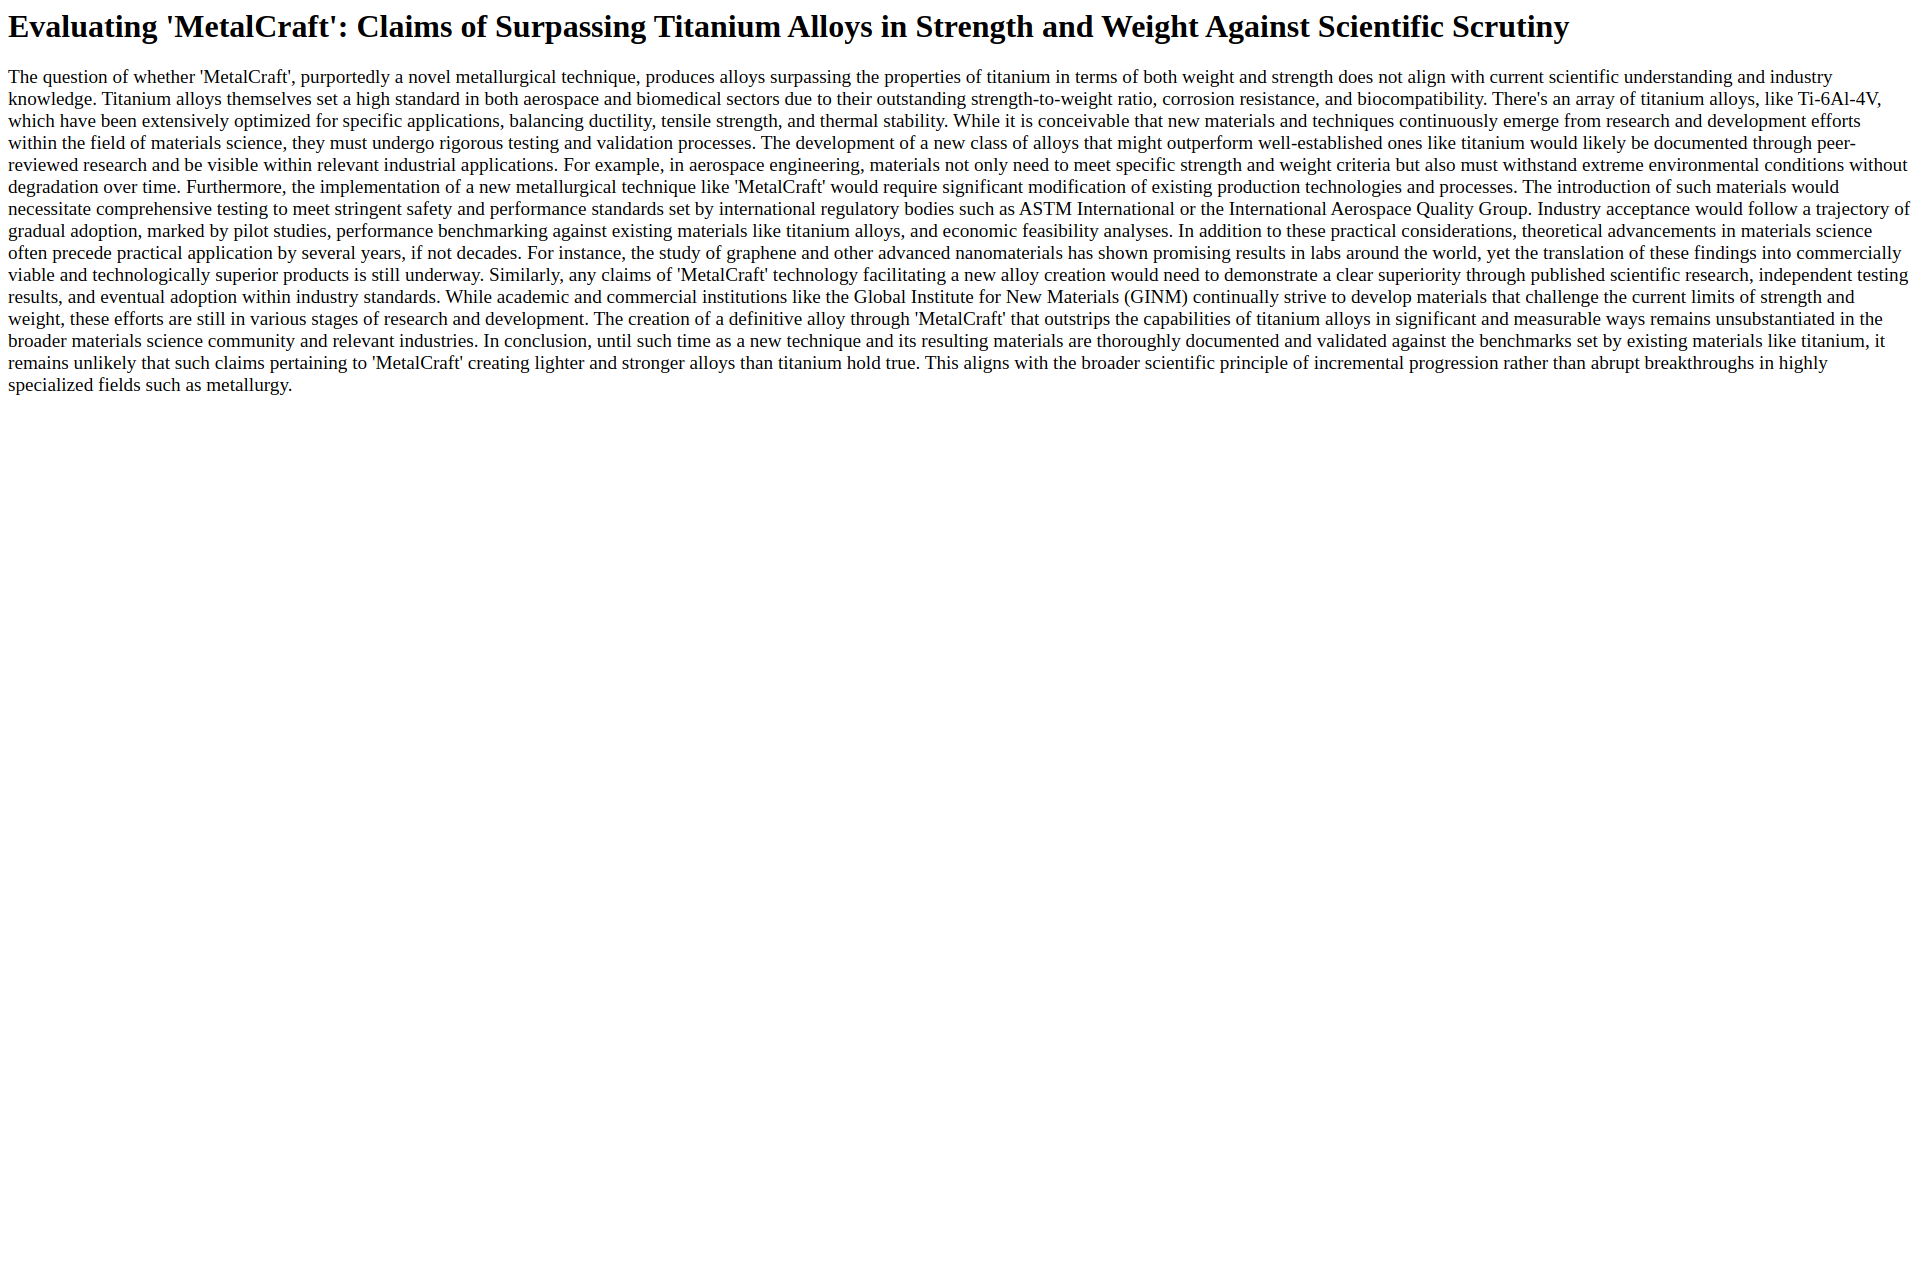 Evaluating 'MetalCraft': Claims of Surpassing Titanium Alloys in Strength and Weight Against Scientific Scrutiny
The question of whether 'MetalCraft', purportedly a novel metallurgical technique, produces alloys surpassing the properties of titanium in terms of both weight and strength does not align with current scientific understanding and industry
knowledge. Titanium alloys themselves set a high standard in both aerospace and biomedical sectors due to their outstanding strength-to-weight ratio, corrosion resistance, and biocompatibility. There's an array of titanium alloys, like Ti-6Al-4V,
which have been extensively optimized for specific applications, balancing ductility, tensile strength, and thermal stability. While it is conceivable that new materials and techniques continuously emerge from research and development efforts
within the field of materials science, they must undergo rigorous testing and validation processes. The development of a new class of alloys that might outperform well-established ones like titanium would likely be documented through peer-
reviewed research and be visible within relevant industrial applications. For example, in aerospace engineering, materials not only need to meet specific strength and weight criteria but also must withstand extreme environmental conditions without
degradation over time. Furthermore, the implementation of a new metallurgical technique like 'MetalCraft' would require significant modification of existing production technologies and processes. The introduction of such materials would
necessitate comprehensive testing to meet stringent safety and performance standards set by international regulatory bodies such as ASTM International or the International Aerospace Quality Group. Industry acceptance would follow a trajectory of
gradual adoption, marked by pilot studies, performance benchmarking against existing materials like titanium alloys, and economic feasibility analyses. In addition to these practical considerations, theoretical advancements in materials science
often precede practical application by several years, if not decades. For instance, the study of graphene and other advanced nanomaterials has shown promising results in labs around the world, yet the translation of these findings into commercially
viable and technologically superior products is still underway. Similarly, any claims of 'MetalCraft' technology facilitating a new alloy creation would need to demonstrate a clear superiority through published scientific research, independent testing
results, and eventual adoption within industry standards. While academic and commercial institutions like the Global Institute for New Materials (GINM) continually strive to develop materials that challenge the current limits of strength and
weight, these efforts are still in various stages of research and development. The creation of a definitive alloy through 'MetalCraft' that outstrips the capabilities of titanium alloys in significant and measurable ways remains unsubstantiated in the
broader materials science community and relevant industries. In conclusion, until such time as a new technique and its resulting materials are thoroughly documented and validated against the benchmarks set by existing materials like titanium, it
remains unlikely that such claims pertaining to 'MetalCraft' creating lighter and stronger alloys than titanium hold true. This aligns with the broader scientific principle of incremental progression rather than abrupt breakthroughs in highly
specialized fields such as metallurgy.